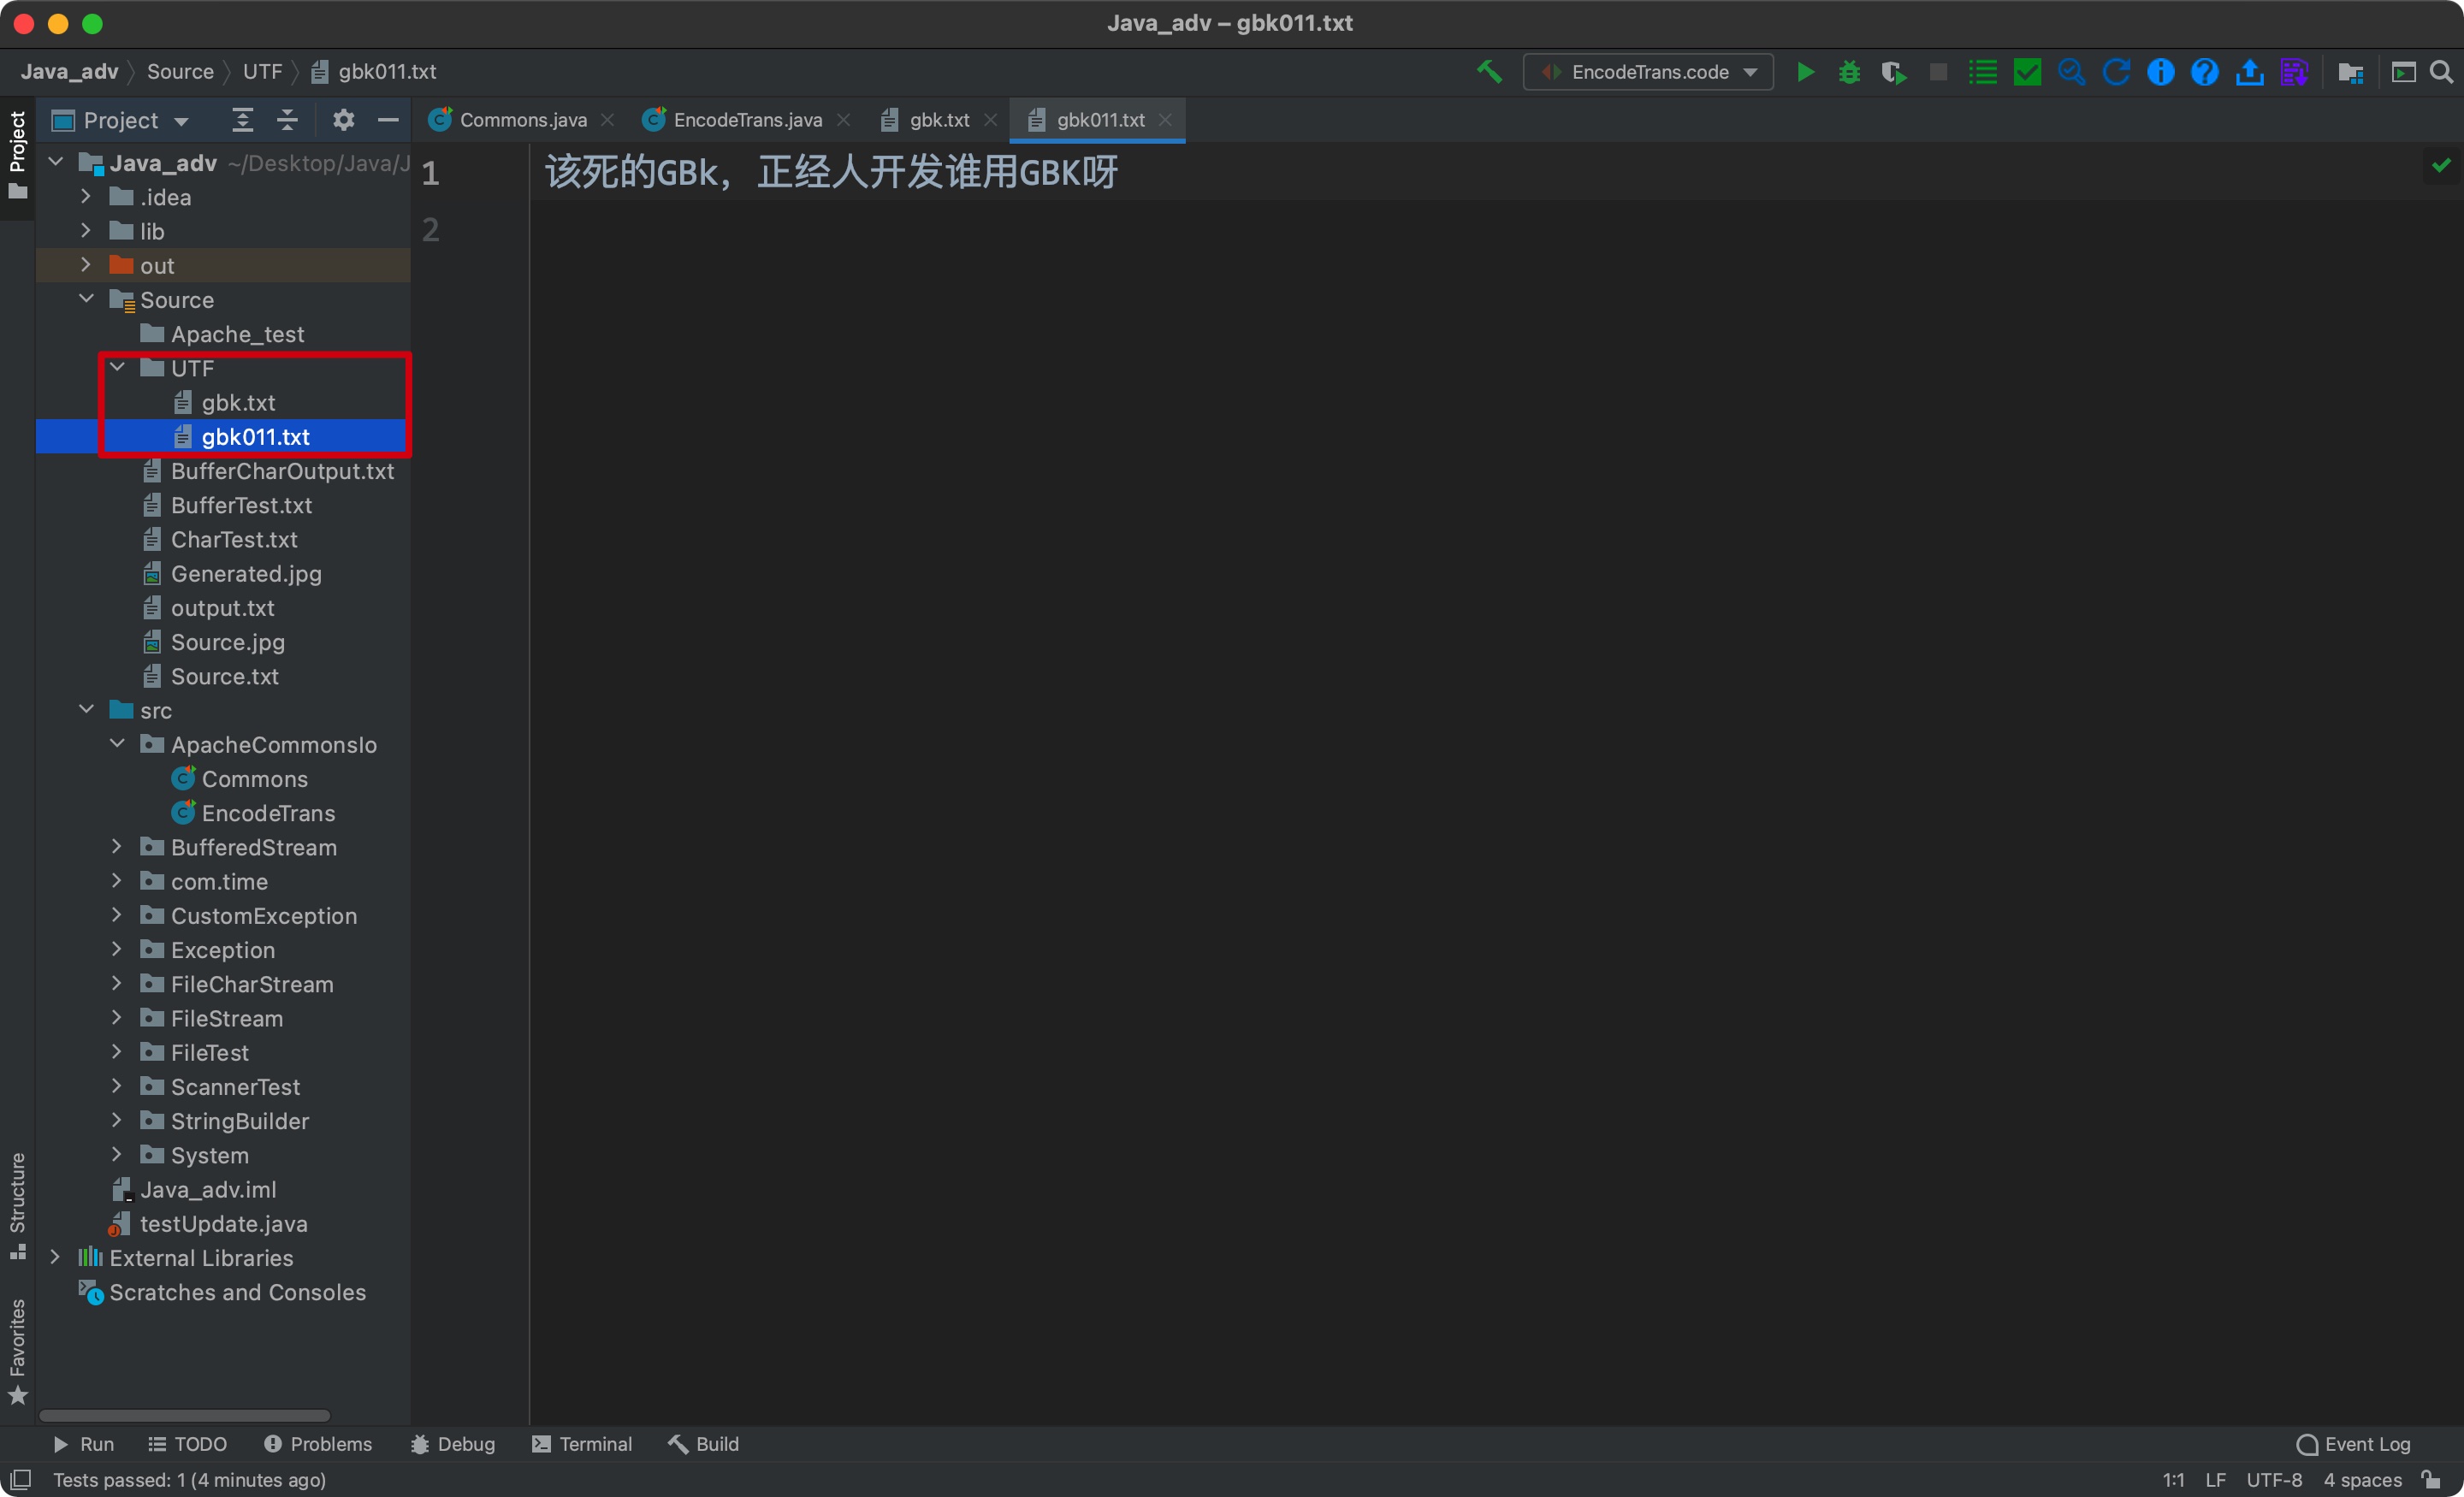 Java_adv – gbk011.txt
Java_adv Source UTF gbk011.txt
EncodeTrans.code
Project
Project
Commons.java
EncodeTrans.java
gbk.txt
gbk011.txt
Java_adv ~/Desktop/Java/J
.idea
lib
out
Source
Apache_test
UTF
gbk.txt
gbk011.txt
BufferCharOutput.txt
BufferTest.txt
CharTest.txt
Generated.jpg
output.txt
Source.jpg
Source.txt
src
ApacheCommonsIo
Commons
EncodeTrans
BufferedStream
com.time
CustomException
Exception
FileCharStream
FileStream
FileTest
ScannerTest
StringBuilder
System
Java_adv.iml
testUpdate.java
External Libraries
Scratches and Consoles
1 该死的GBk，正经人开发谁用GBK呀
2
Structure
Favorites
Run TODO Problems Debug Terminal Build Event Log
Tests passed: 1 (4 minutes ago) 1:1 LF UTF-8 4 spaces